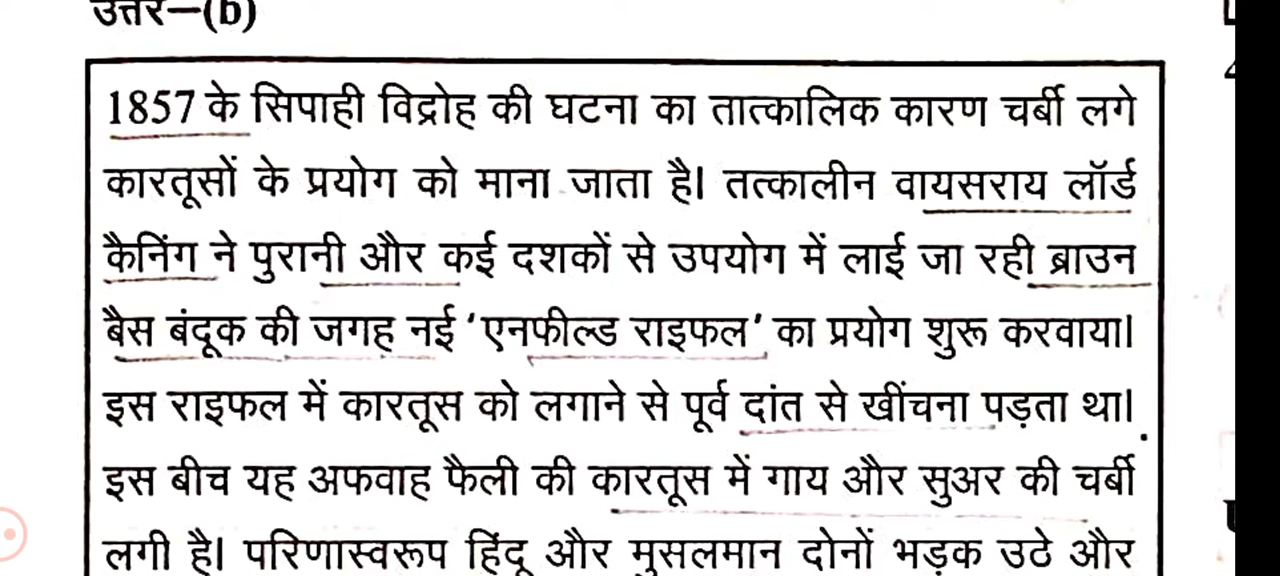 उत्तर—(b)
1857 के सिपाही विद्रोह की घटना का तात्कालिक कारण चर्बी लगे
कारतूसों के प्रयोग को माना जाता है। तत्कालीन वायसराय लॉर्ड
कैनिंग ने पुरानी और कई दशकों से उपयोग में लाई जा रही ब्राउन
बैस बंदूक की जगह नई ‘एनफील्ड राइफल’ का प्रयोग शुरू करवाया।
इस राइफल में कारतूस को लगाने से पूर्व दांत से खींचना पड़ता था।
इस बीच यह अफवाह फैली की कारतूस में गाय और सुअर की चर्बी
लगी है। परिणास्वरूप हिंदू और मुसलमान दोनों भड़क उठे और